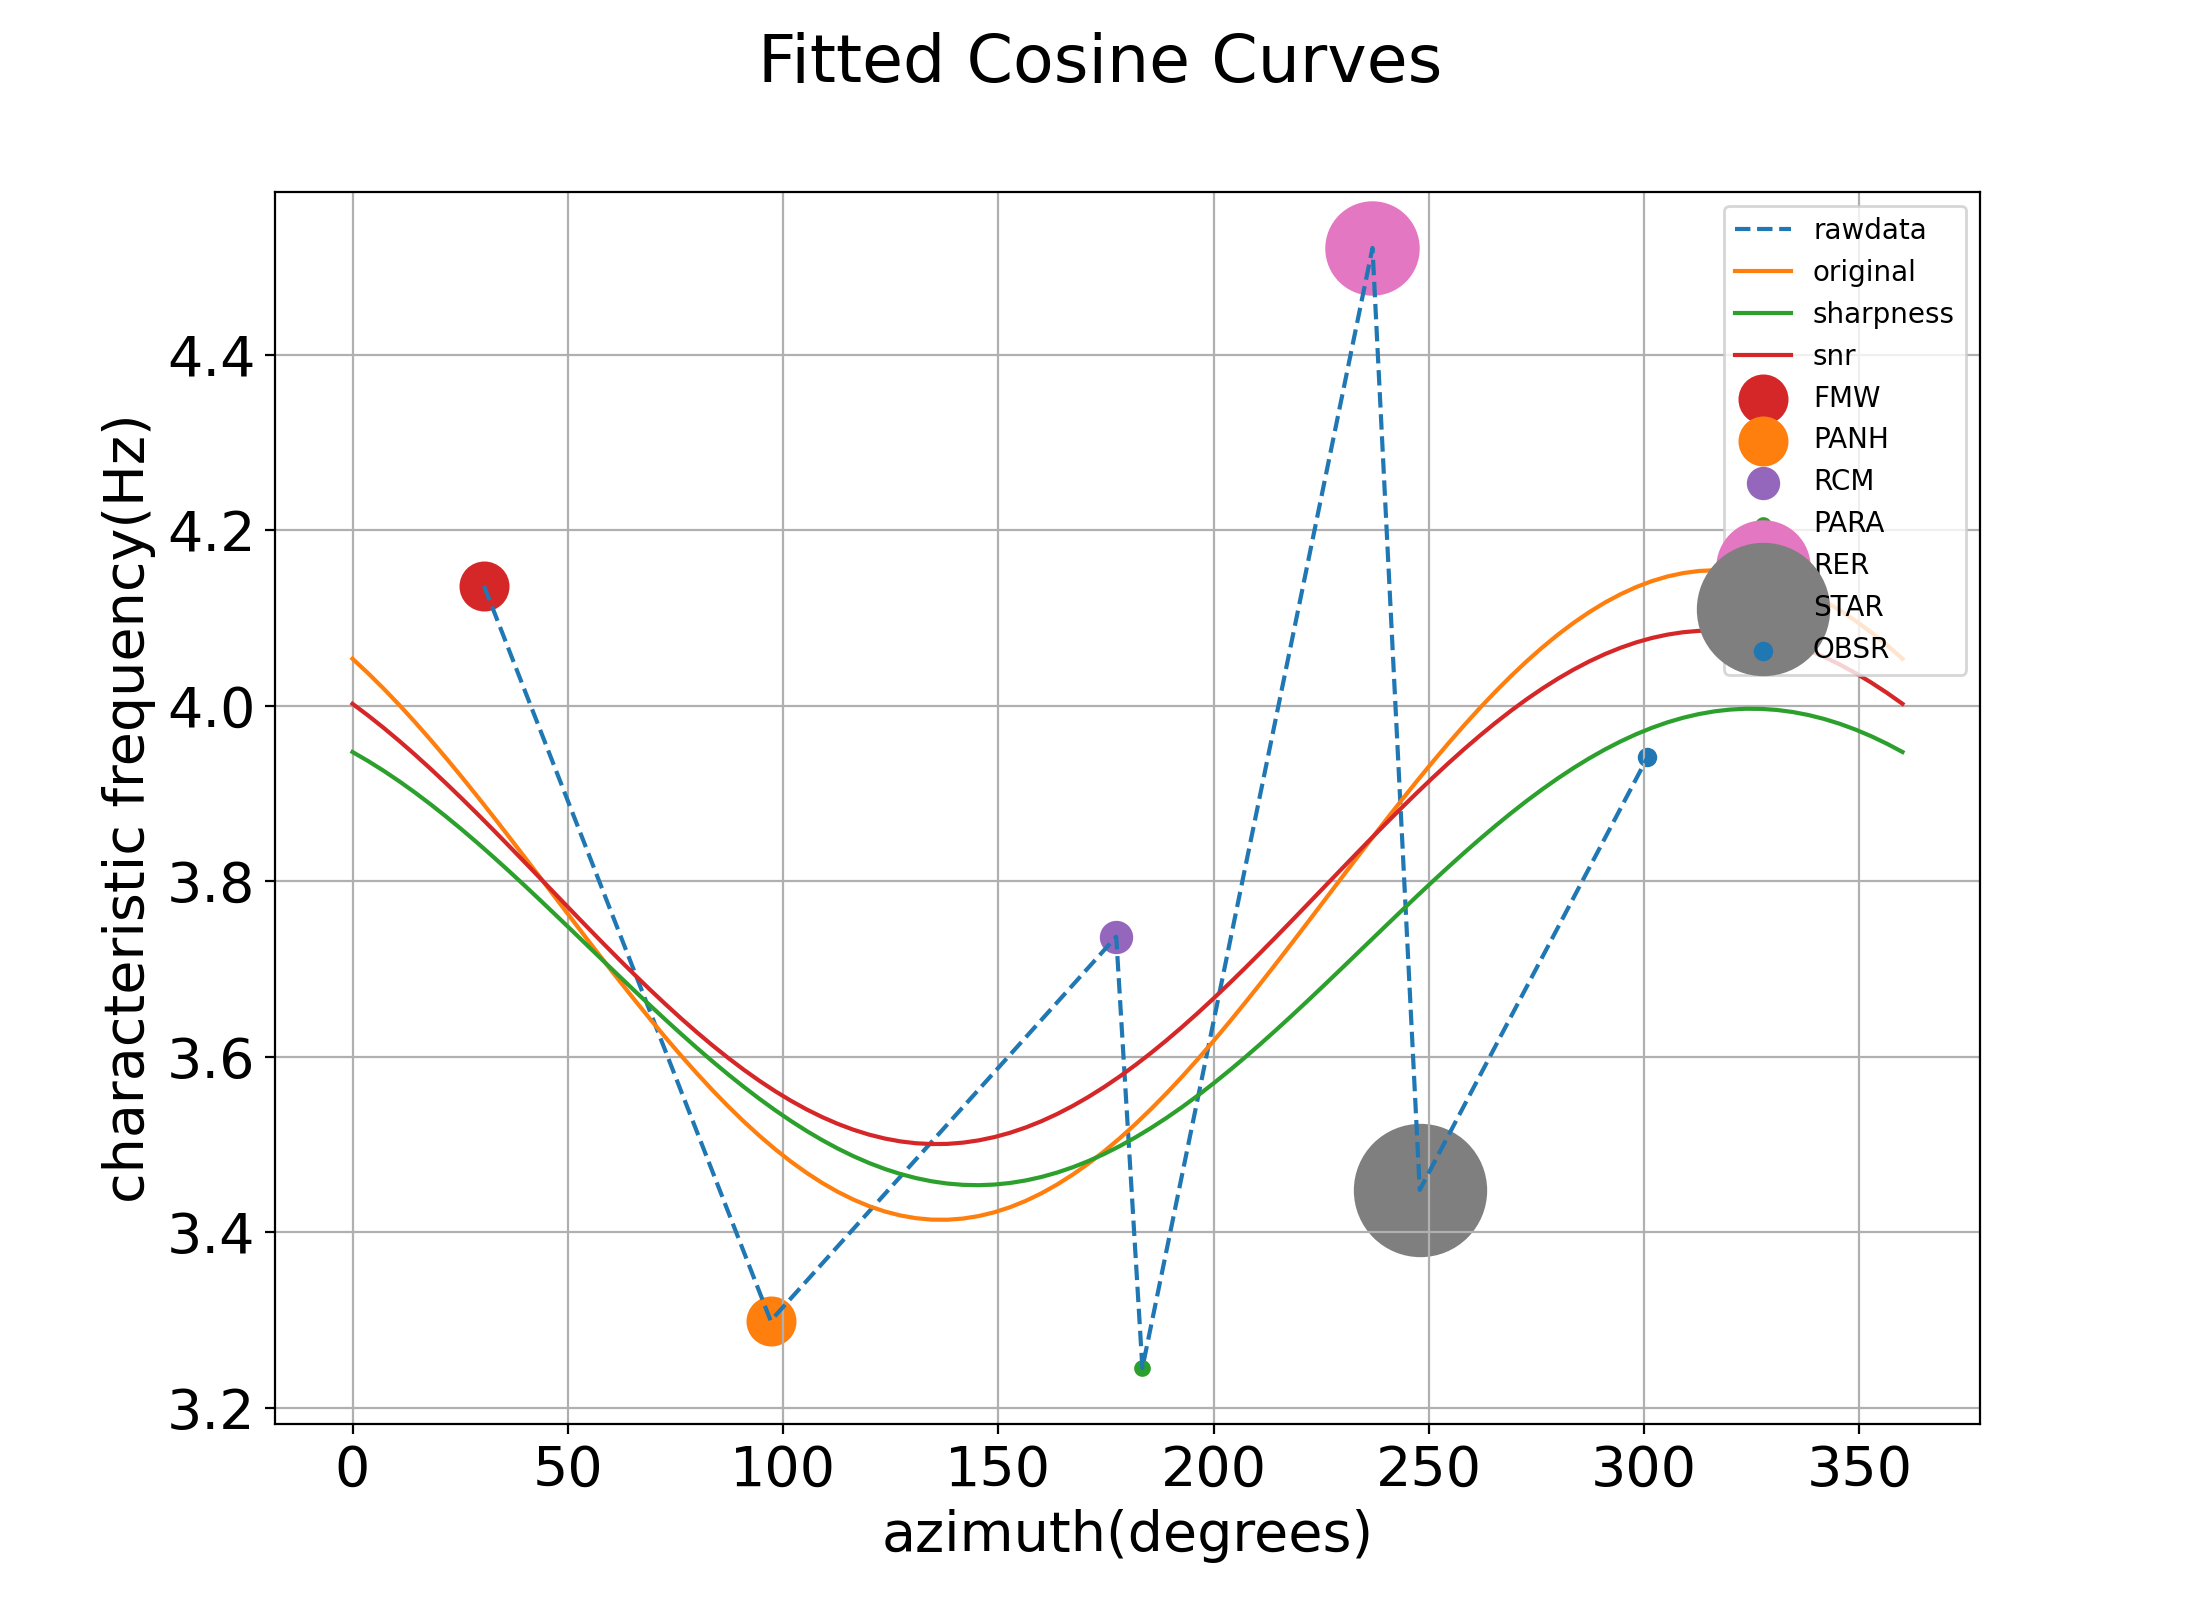 Fitted Cosine Curves
characteristic frequency(Hz)
4.4
4.2
4.0
3.8
3.6
3.4
3.2
rawdata
original
sharpness
snr
FMW
PANH
RCM
PARA
RER
STAR
OBSR
0 50 100 150 200 250 300 350
azimuth(degrees)